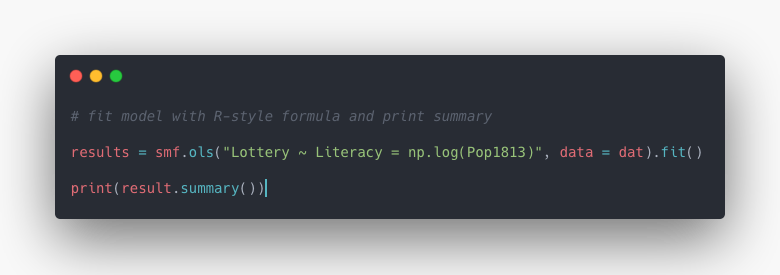 # fit model with R-style formula and print summary
results = smf.ols("Lottery ~ Literacy = np.log(Pop1813)", data = dat).fit()
print(result.summary())